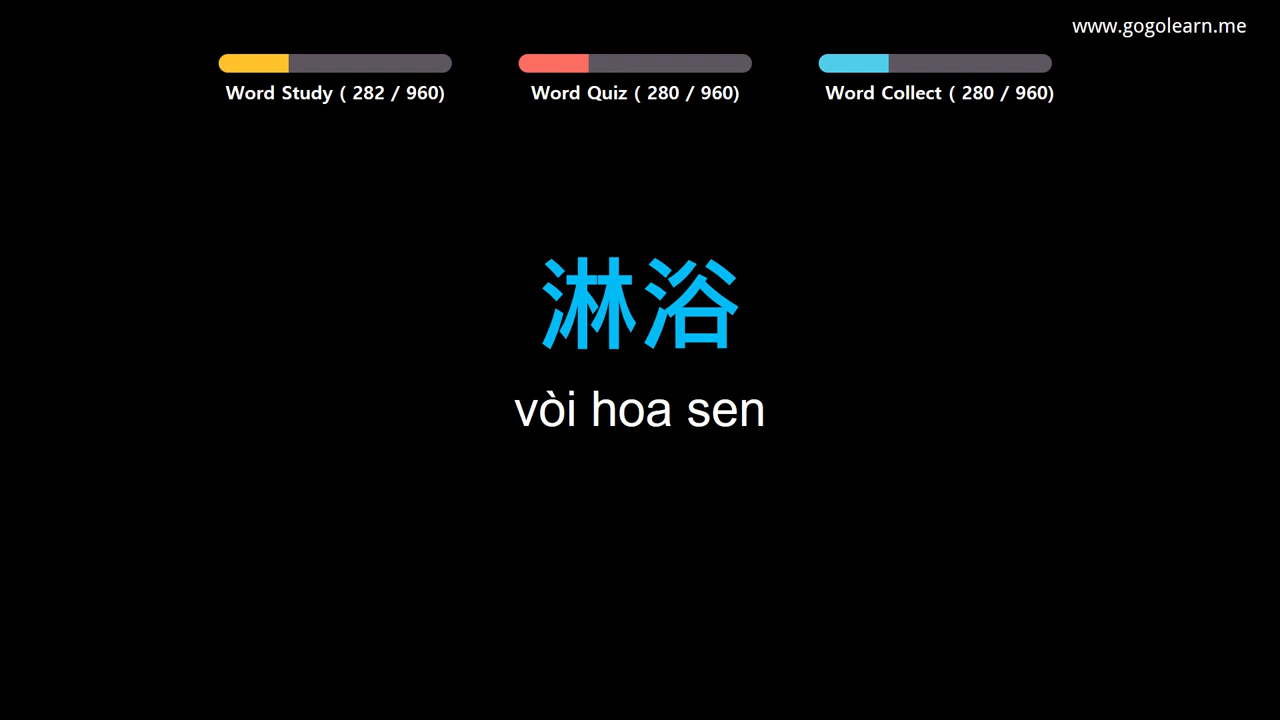 www.gogolearn.me
Word Study ( 282 / 960)
Word Quiz ( 280 / 960)
Word Collect ( 280 / 960)
淋浴
vòi hoa sen